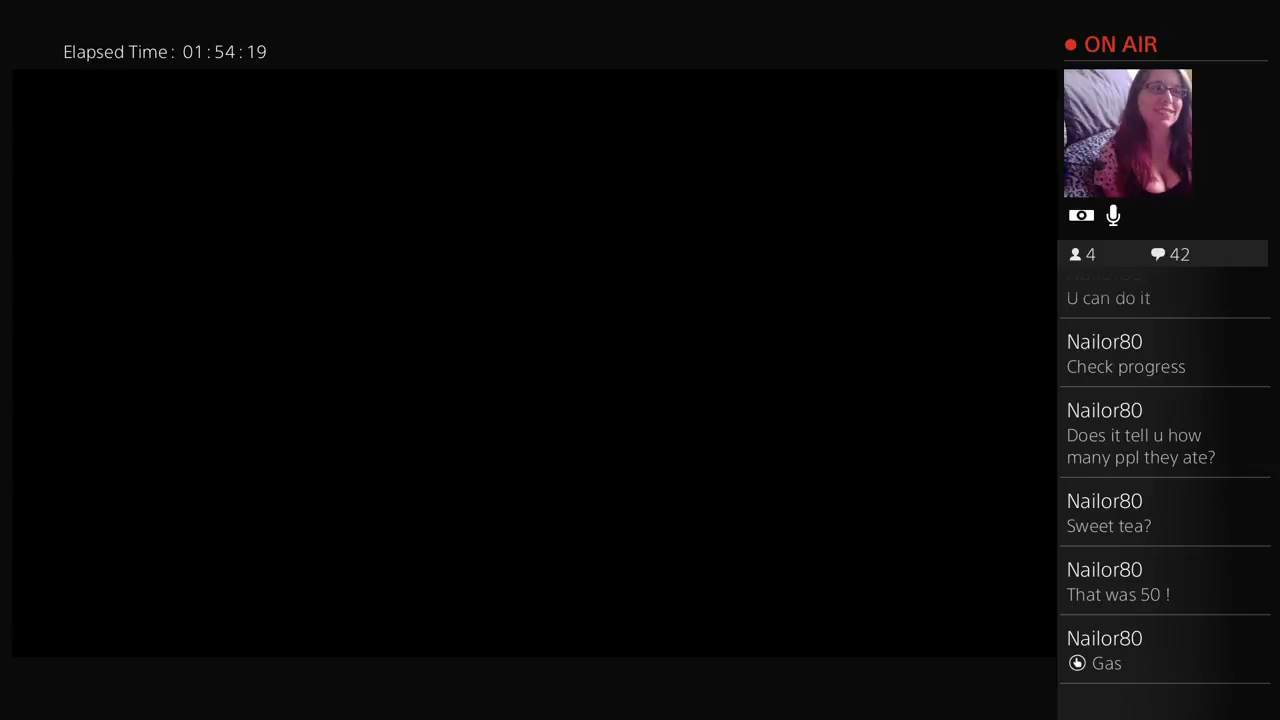 Elapsed Time: 01:54:19
ON AIR
4
42
U can do it
Nailor80
Check progress
Nailor80
Does it tell u how
many ppl they ate?
Nailor80
Sweet tea?
Nailor80
That was 50 !
Nailor80
Gas